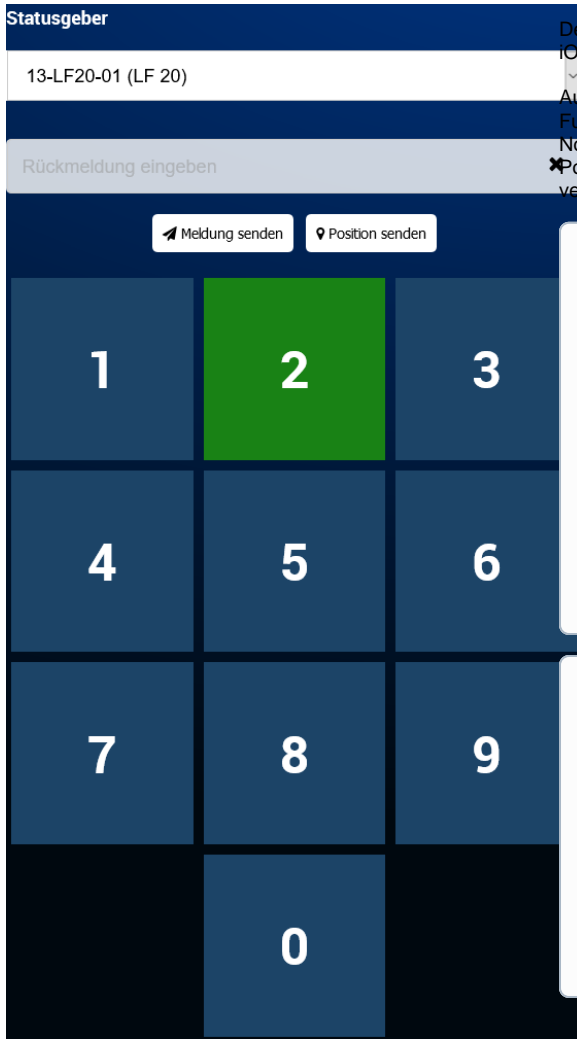 Statusgeber
13-LF20-01 (LF 20)
Rückmeldung eingeben
Meldung senden
Position senden
1 2 3
4 5 6
7 8 9
0